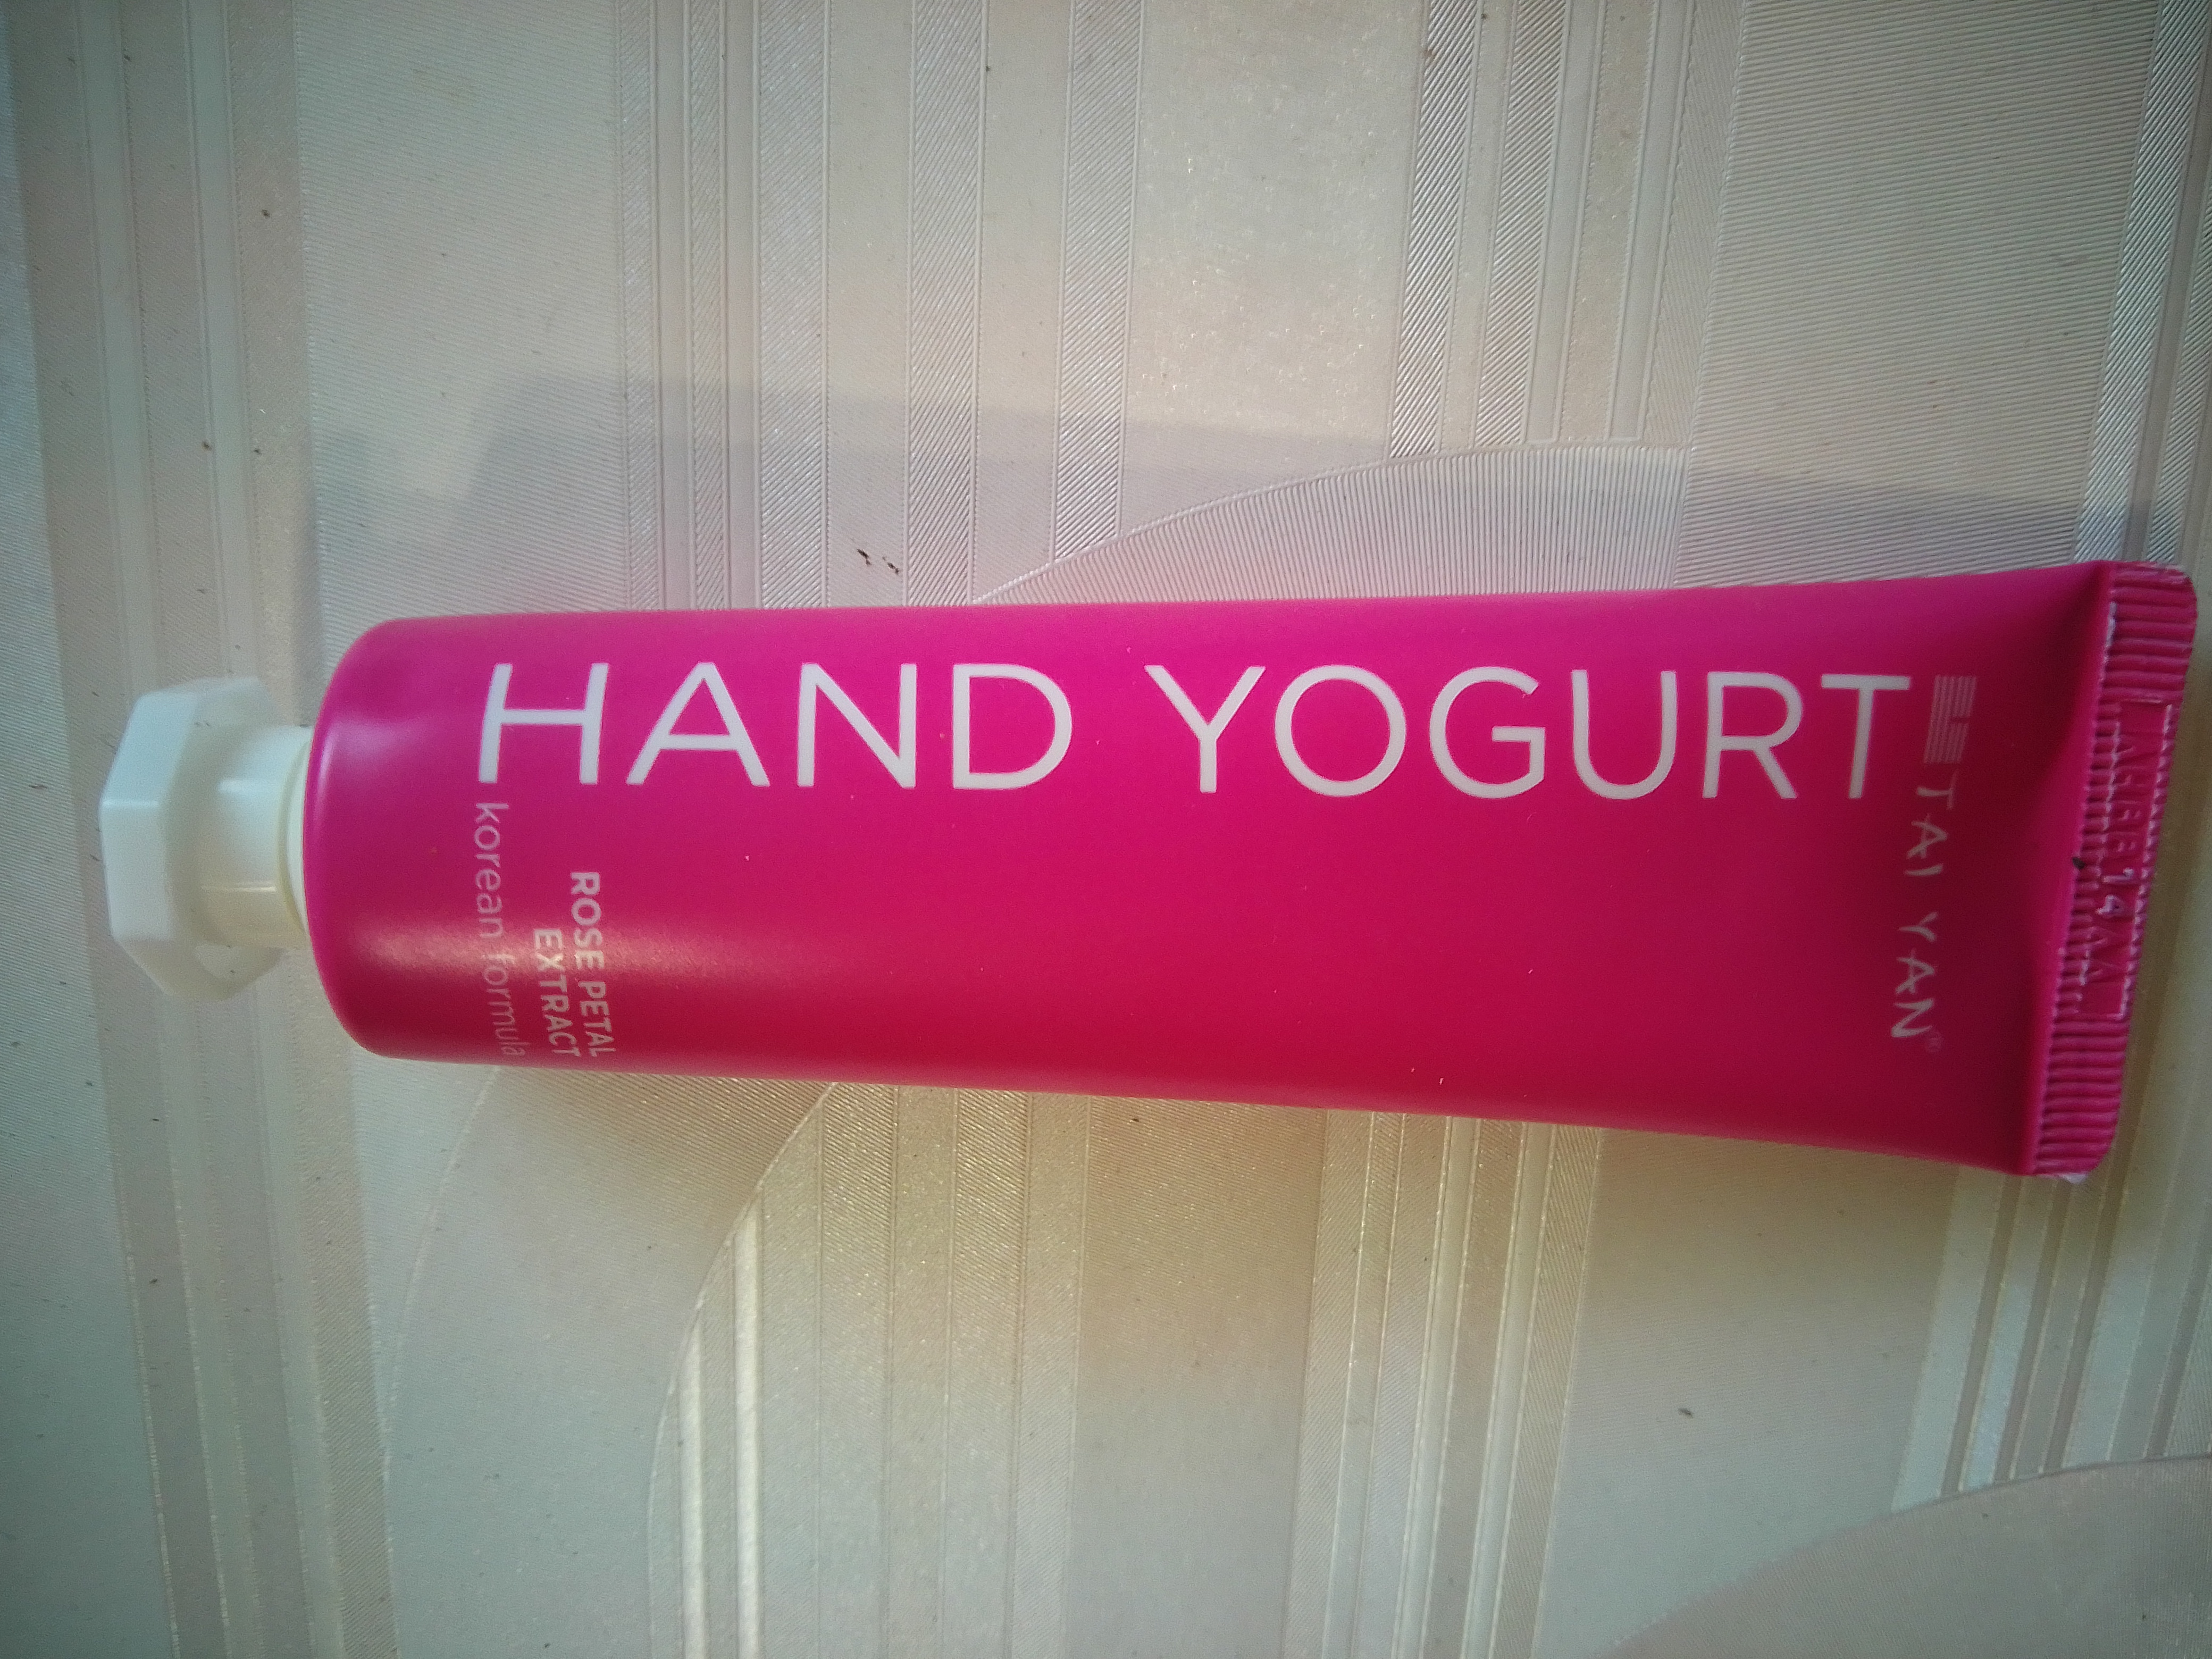 HAND YOGURT
TAI YAN®
korean formula
ROSE PETAL
EXTRACT